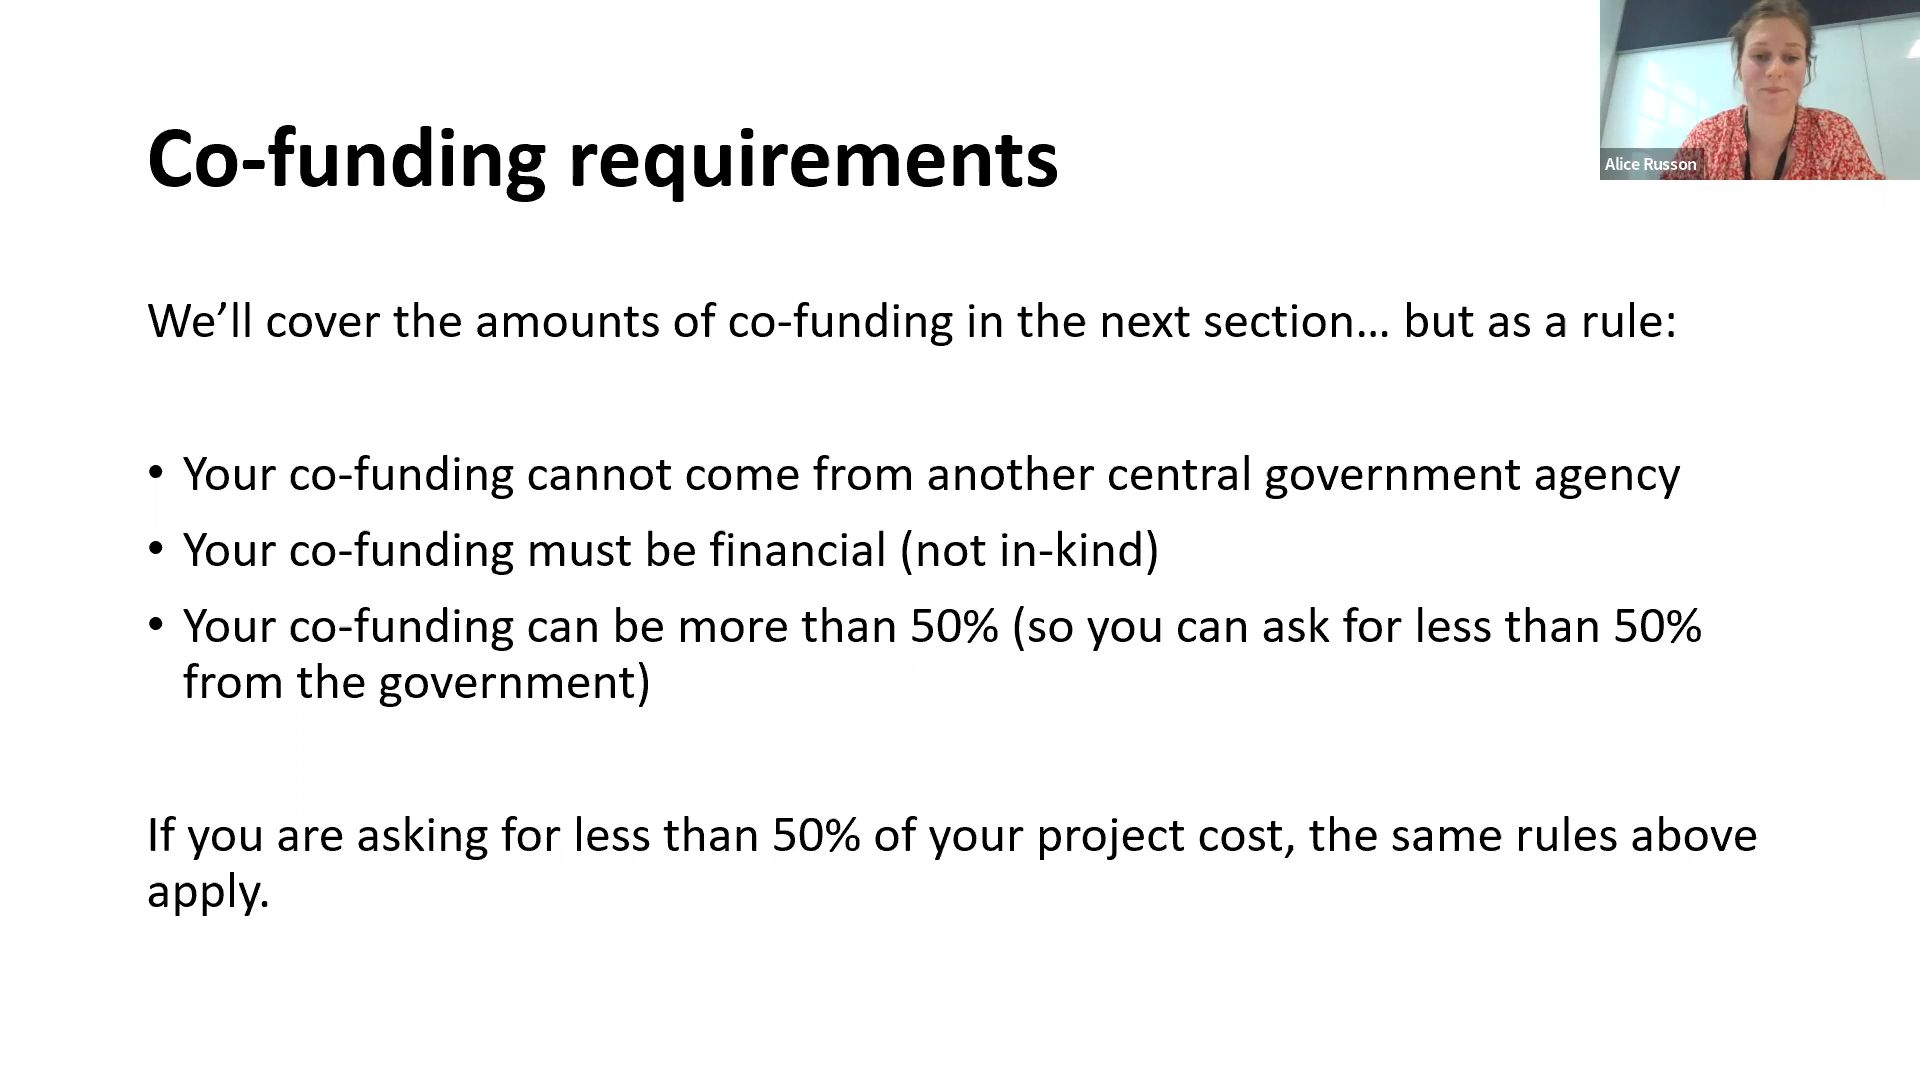 Co-funding requirements
Alice Russon
We’ll cover the amounts of co-funding in the next section… but as a rule:
• Your co-funding cannot come from another central government agency
• Your co-funding must be financial (not in-kind)
• Your co-funding can be more than 50% (so you can ask for less than 50%
from the government)
If you are asking for less than 50% of your project cost, the same rules above
apply.